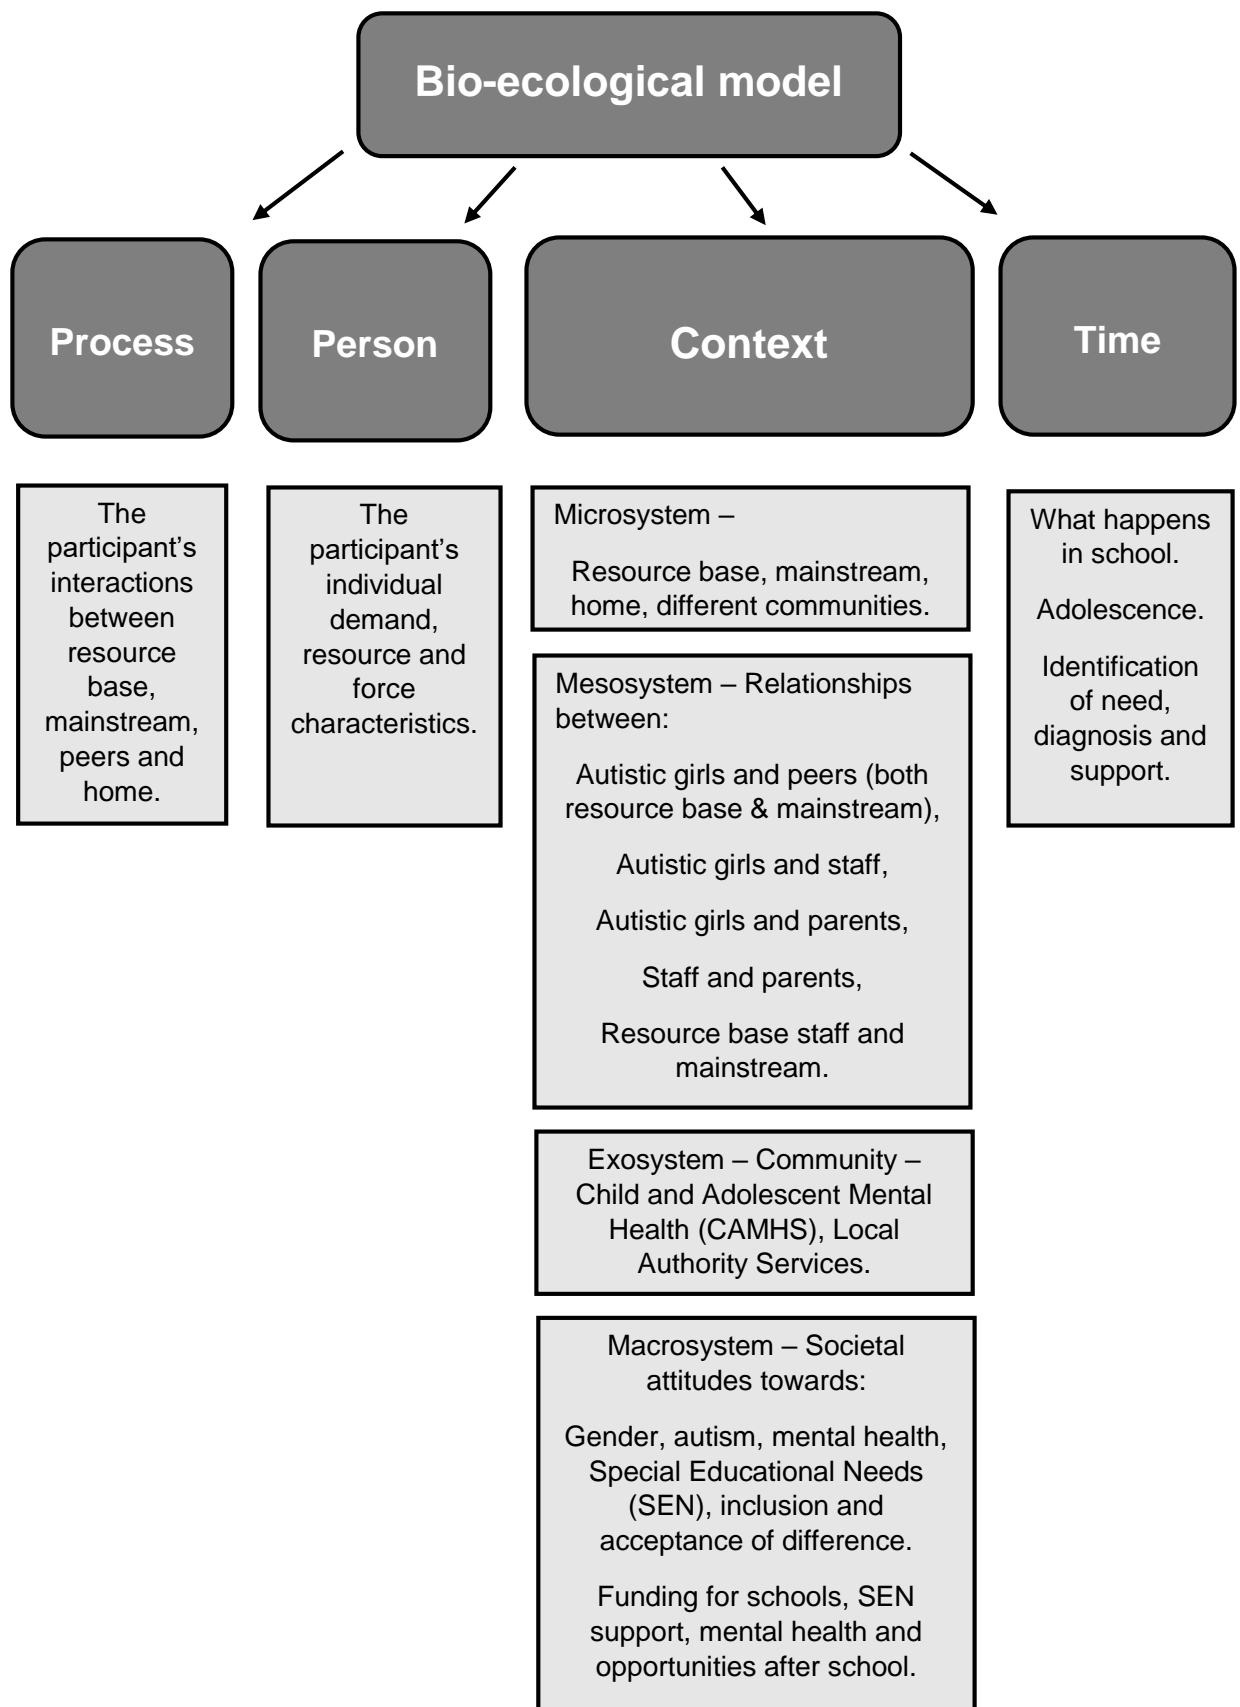 Bio-ecological model
Process
Person
Context
Time
The
participant’s
interactions
between
resource
base,
mainstream,
peers and
home.
The
participant’s
individual
demand,
resource and
force
characteristics.
Microsystem –
Resource base, mainstream,
home, different communities.
Mesosystem – Relationships
between:
Autistic girls and peers (both
resource base & mainstream),
Autistic girls and staff,
Autistic girls and parents,
Staff and parents,
Resource base staff and
mainstream.
Exosystem – Community –
Child and Adolescent Mental
Health (CAMHS), Local
Authority Services.
Macrosystem – Societal
attitudes towards:
Gender, autism, mental health,
Special Educational Needs
(SEN), inclusion and
acceptance of difference.
Funding for schools, SEN
support, mental health and
opportunities after school.
What happens
in school.
Adolescence.
Identification
of need,
diagnosis and
support.